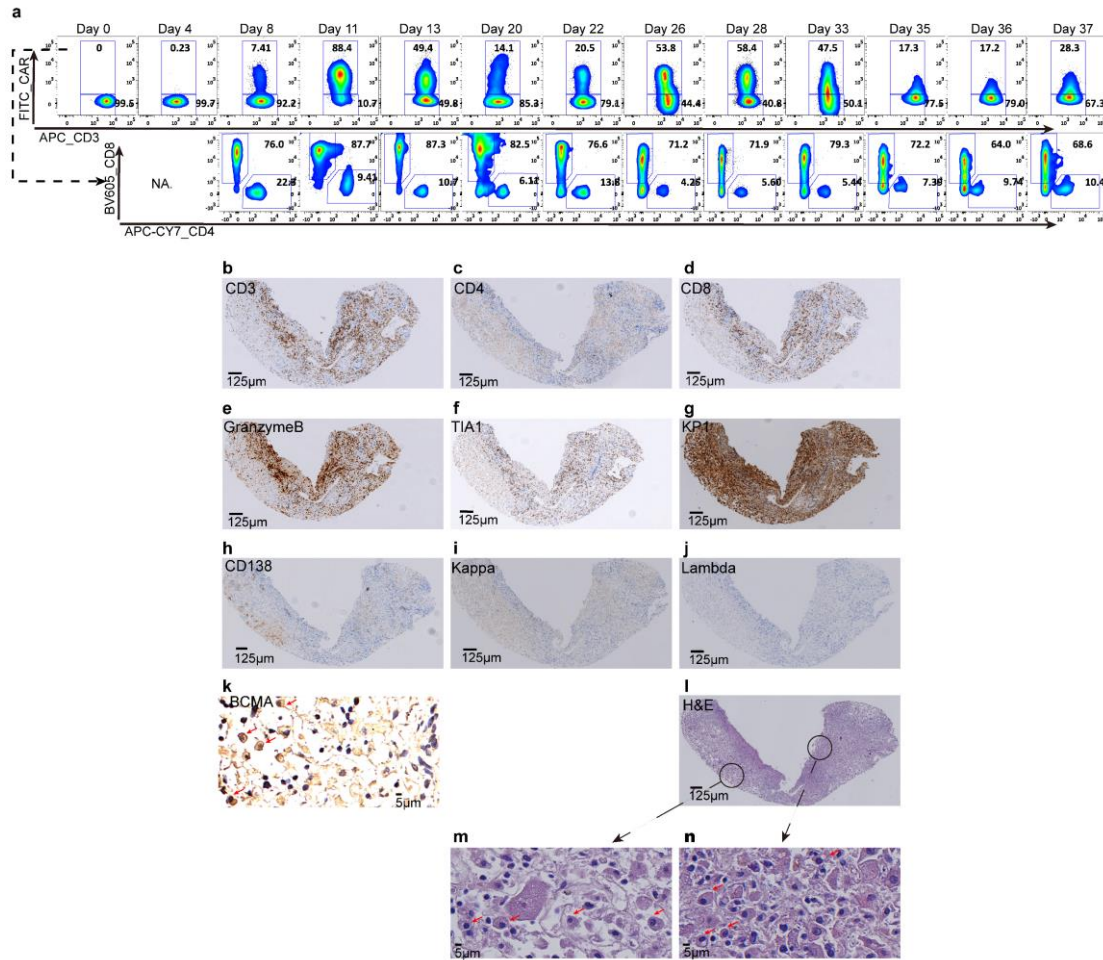 a
Day 0 Day 4 Day 8 Day 11 Day 13 Day 20 Day 22 Day 26 Day 28 Day 33 Day 35 Day 36 Day 37
0 0.23 7.41 88.4 49.4 14.1 20.5 53.8 58.4 47.5 17.3 17.2 28.3
FITC_CAR
99.5 99.7 92.2 10.7 49.8 85.3 79.1 44.4 40.8 50.1 77.5 79.0 67.3
APC_CD3
BV605_CD8
NA.
76.0 87.7 87.3 82.5 76.6 71.2 71.9 79.3 72.2 64.0 68.6
9.41 10.7 6.11 4.25 5.60 5.44 9.74 10.4
APC-CY7_CD4
b c d
CD3 CD4 CD8
125μm 125μm 125μm
e f g
GranzymeB TIA1 KP1
125μm 125μm 125μm
h i j
CD138 Kappa Lambda
125μm 125μm 125μm
k l
BCMA H&E
5μm 125μm
m n
5μm 5μm